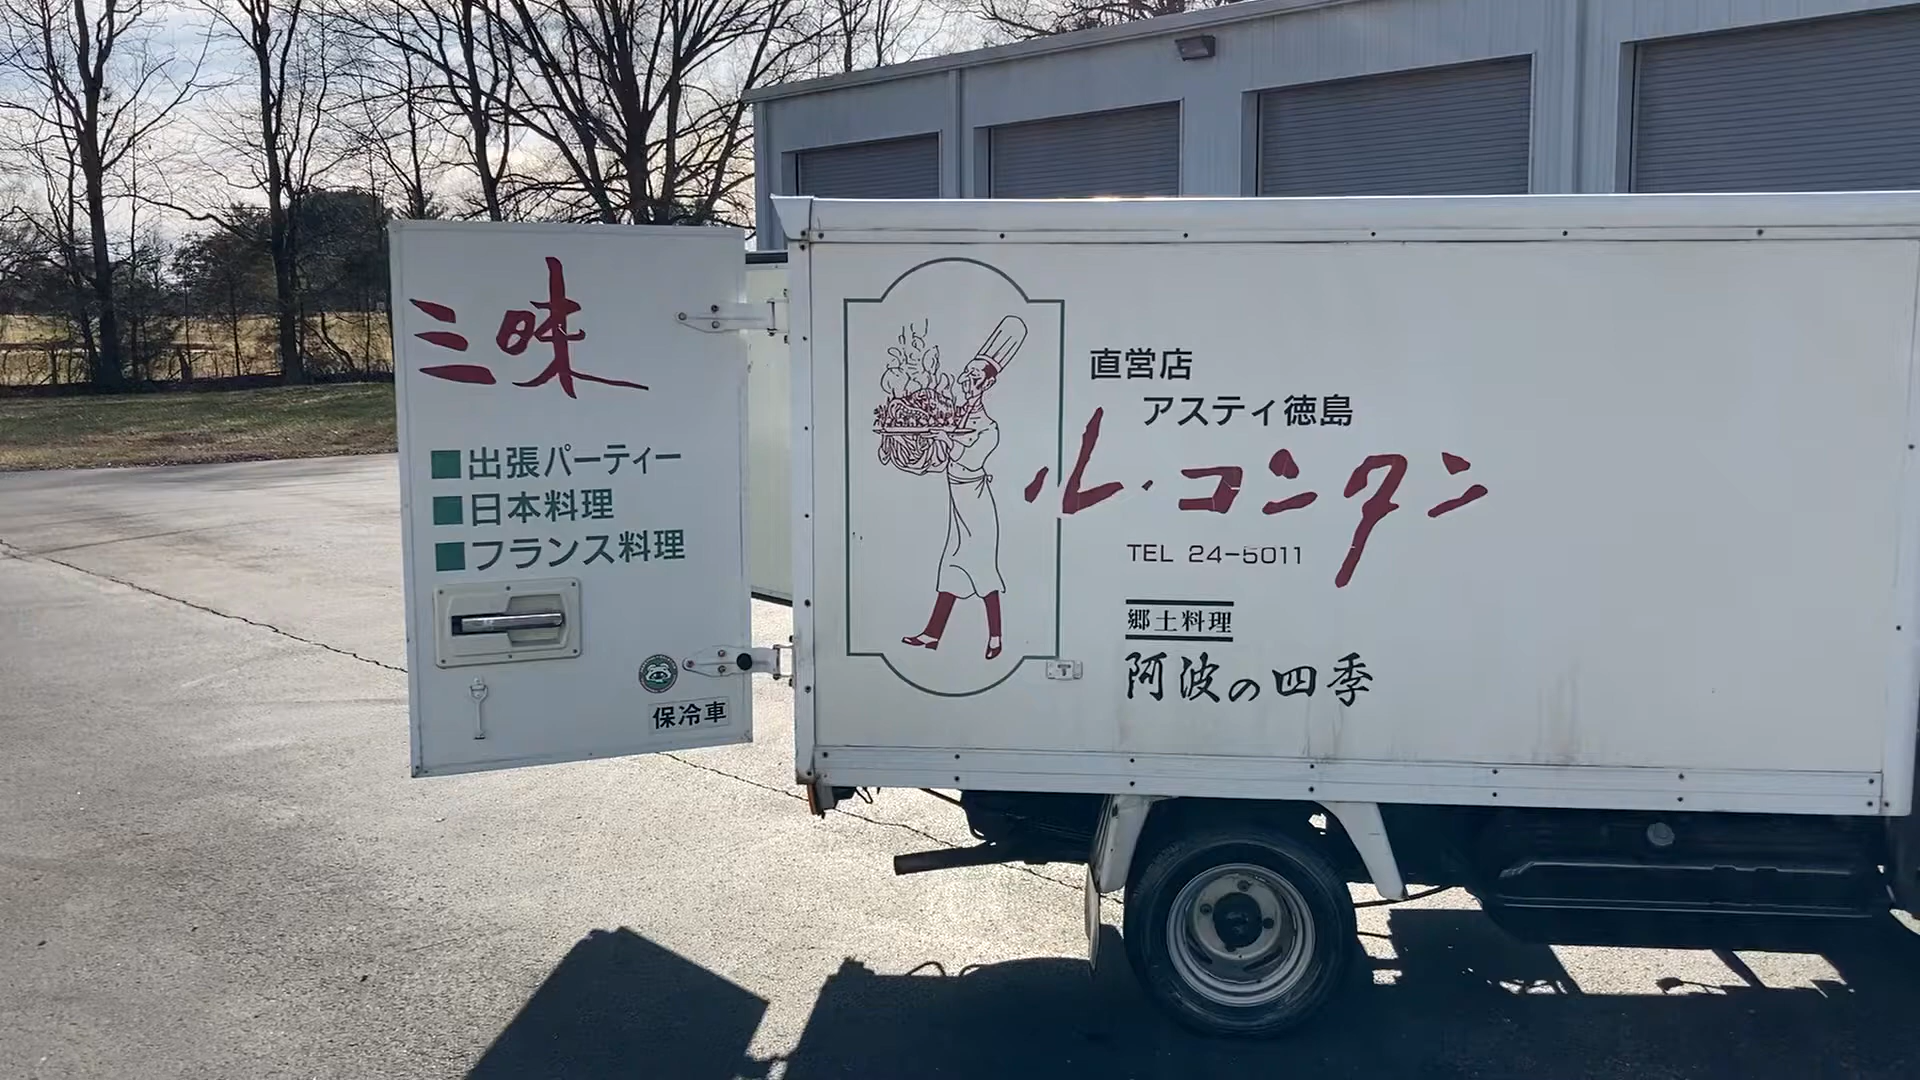 三味
■出張パーティー
■日本料理
■フランス料理
保冷車
直営店
アスティ徳島
ル・コンタン
TEL 24-5011
郷土料理
阿波の四季